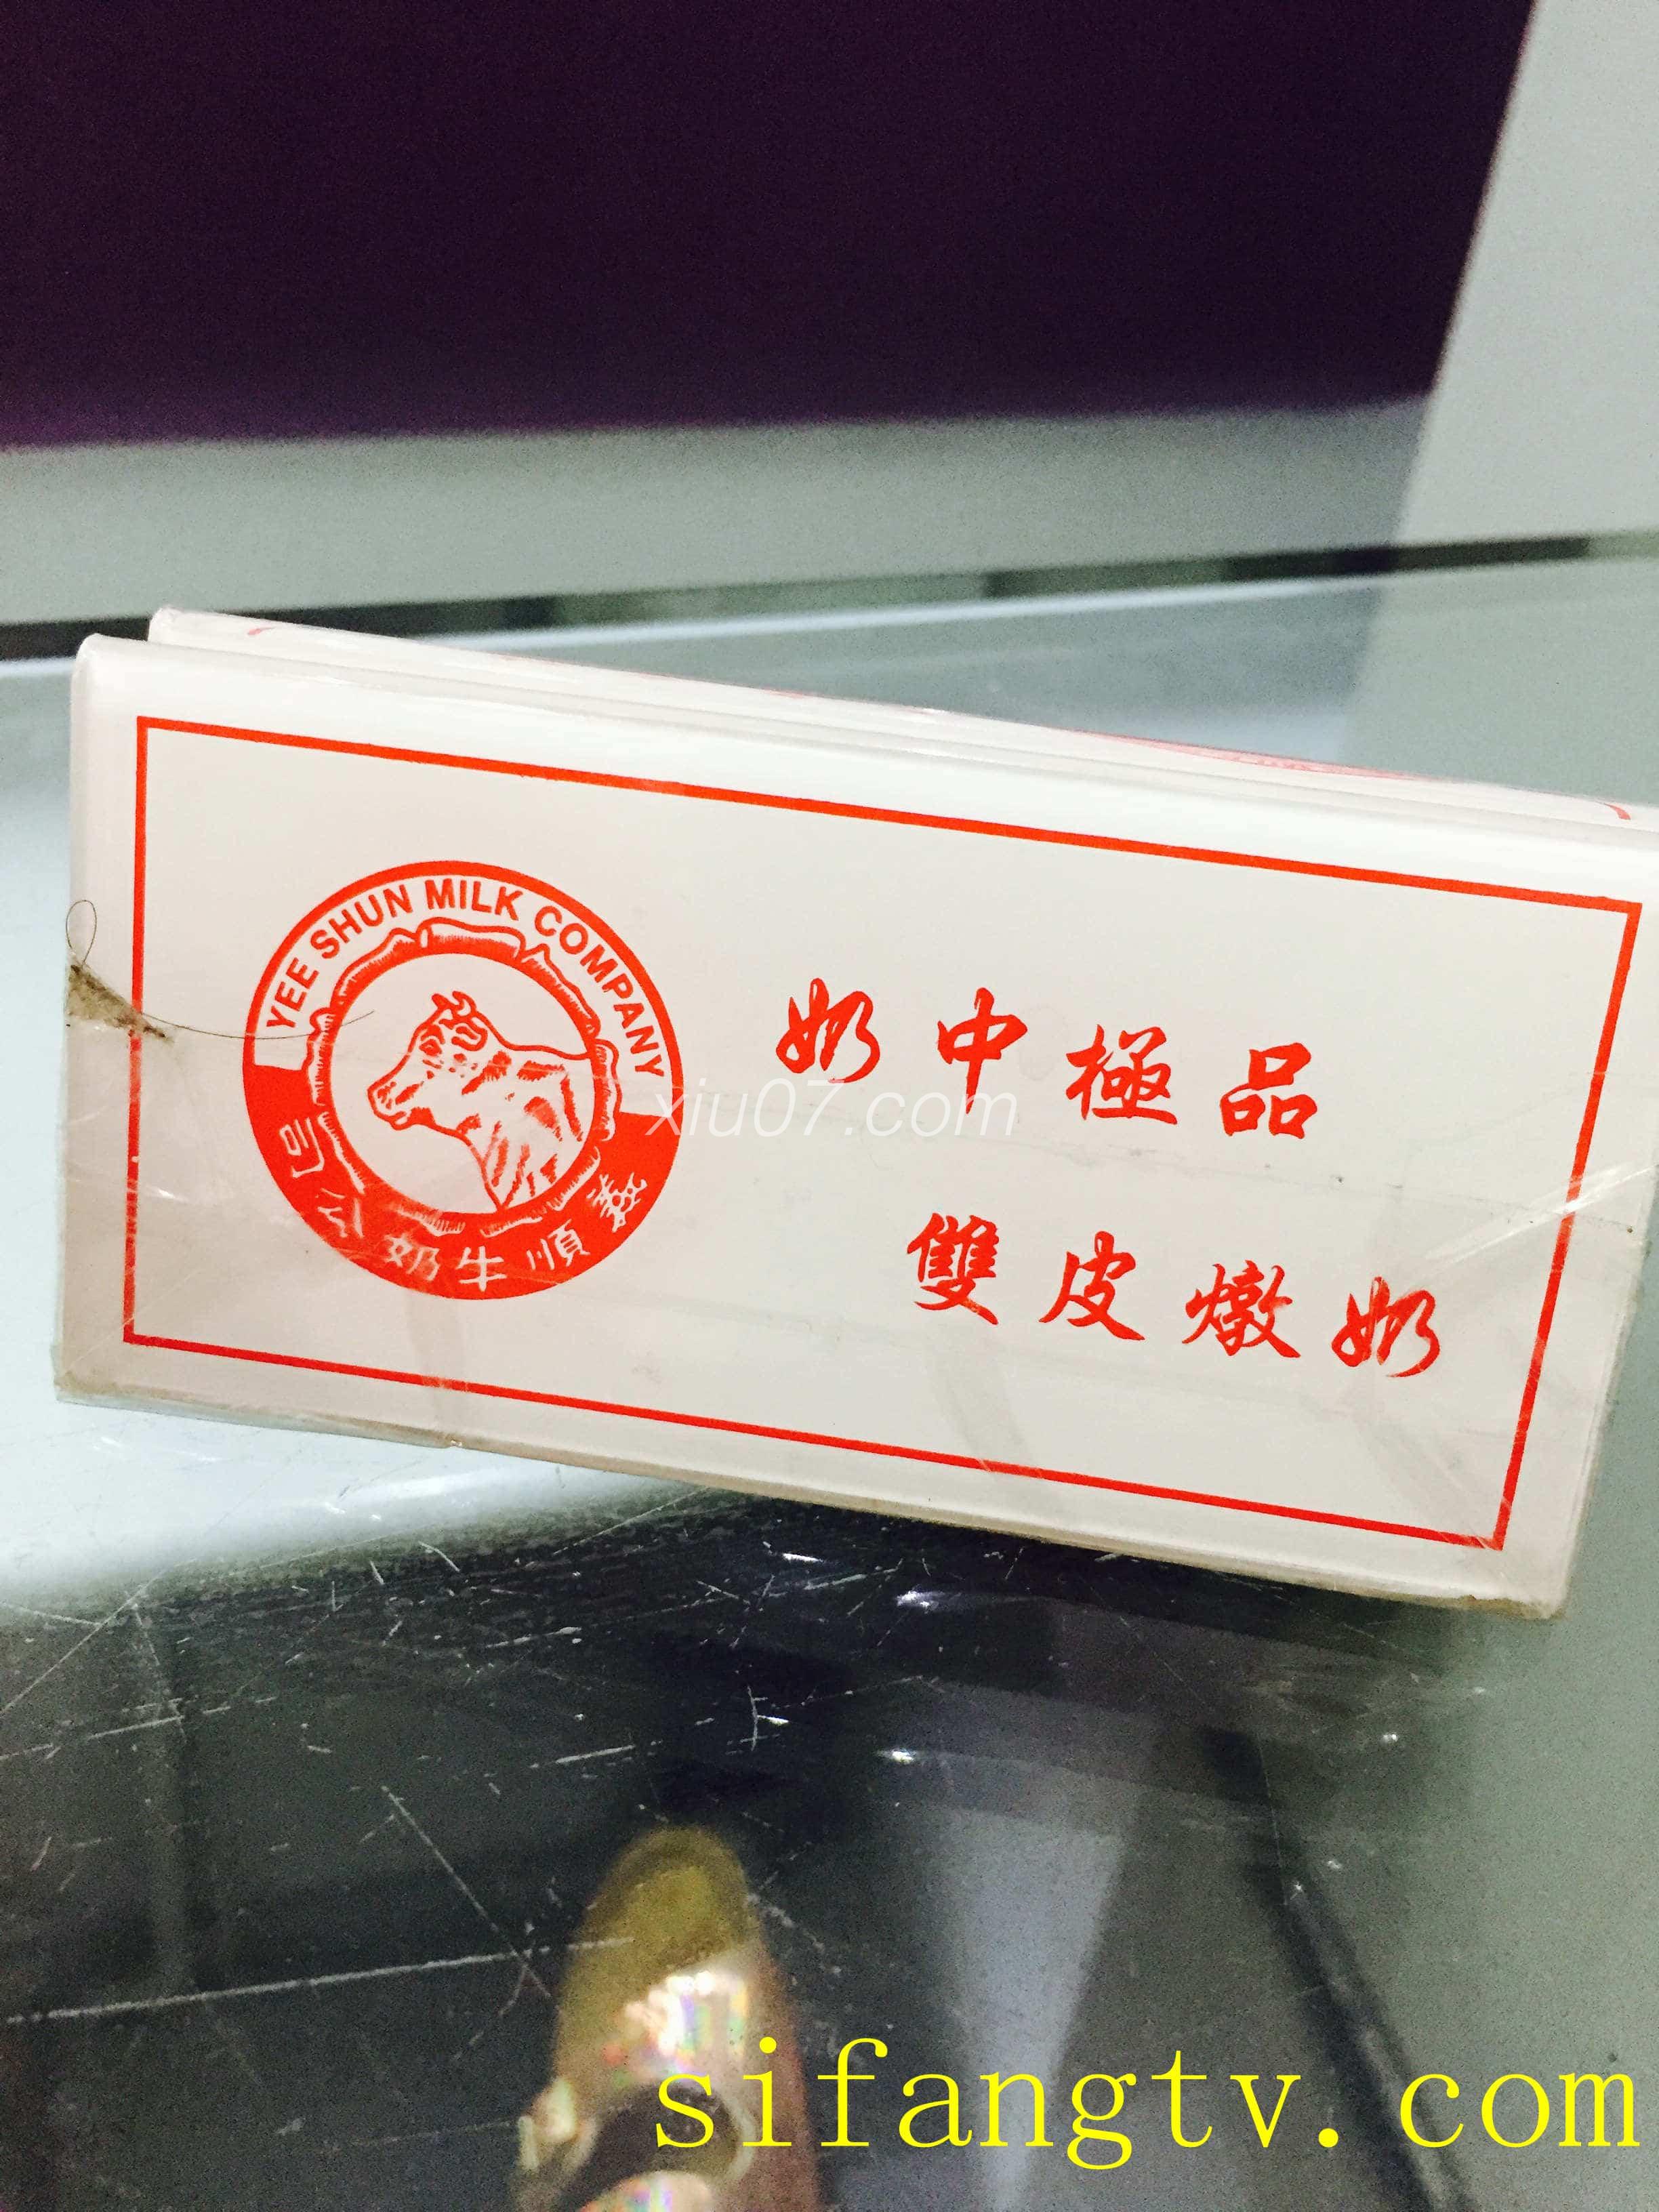 YEE SHUN MILK COMPANY
義順牛奶公司
奶中極品
雙皮燉奶
xiu07.com
sifangtv.com